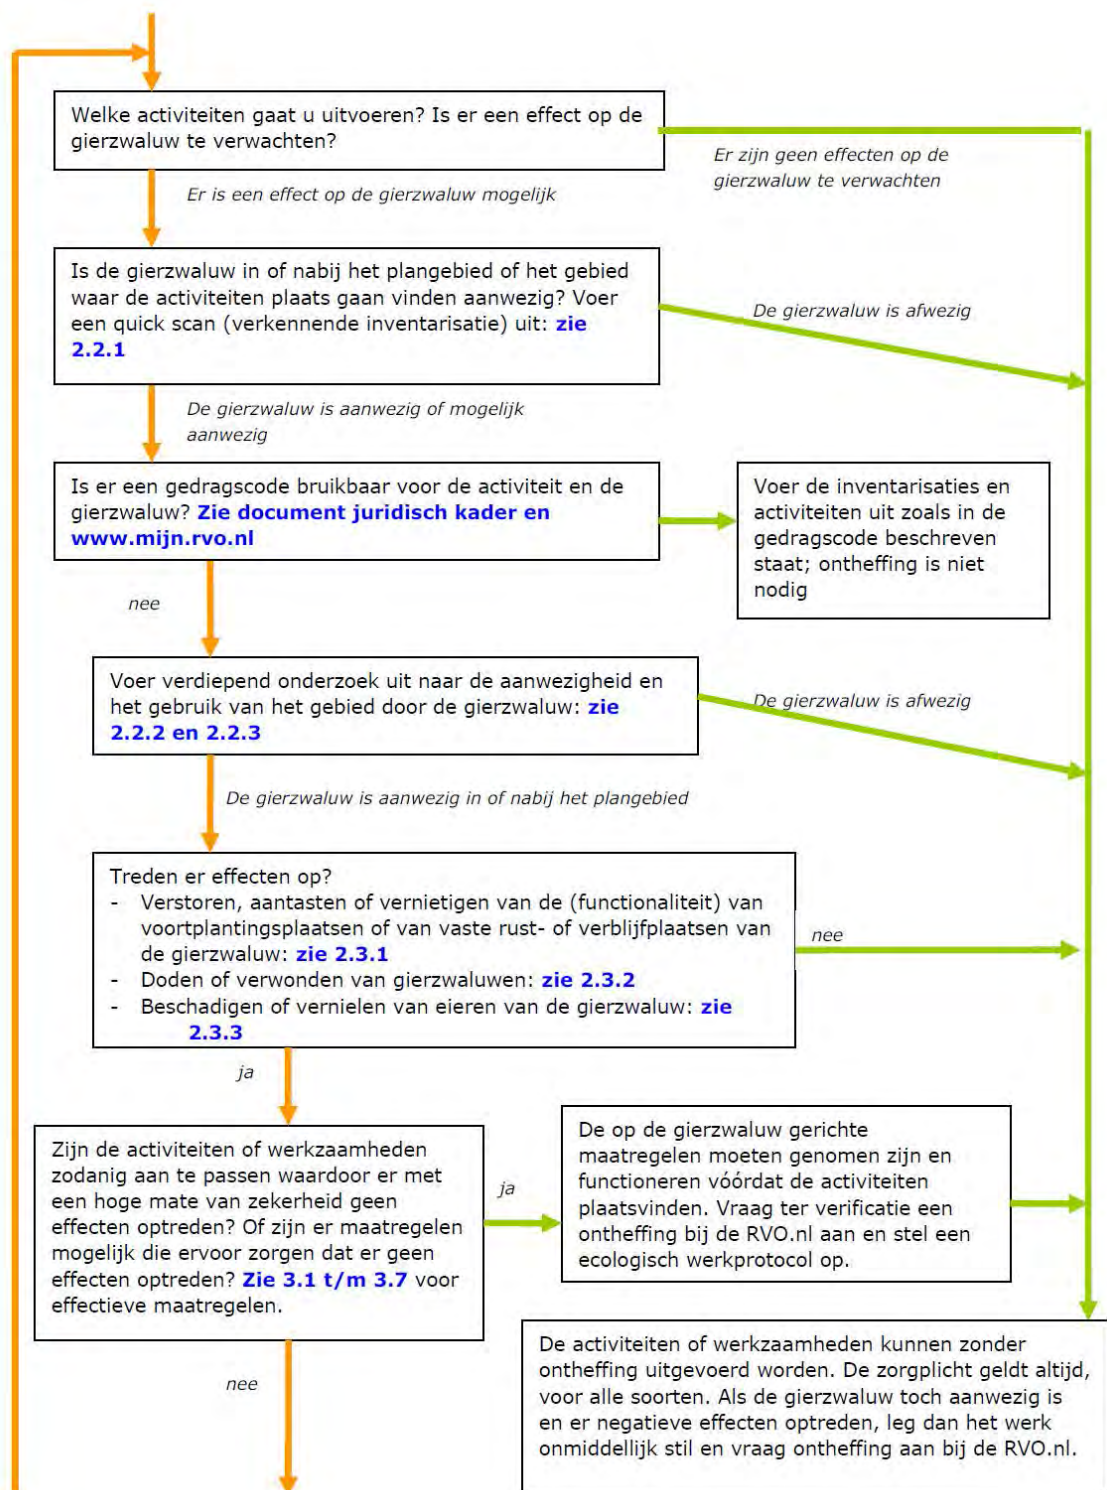 Welke activiteiten gaat u uitvoeren? Is er een effect op de
gierzwaluw te verwachten?
Er zijn geen effecten op de
gierzwaluw te verwachten
Er is een effect op de gierzwaluw mogelijk
Is de gierzwaluw in of nabij het plangebied of het gebied
waar de activiteiten plaats gaan vinden aanwezig? Voer
een quick scan (verkennende inventarisatie) uit: zie
2.2.1
De gierzwaluw is afwezig
De gierzwaluw is aanwezig of mogelijk
aanwezig
Is er een gedragscode bruikbaar voor de activiteit en de
gierzwaluw? Zie document juridisch kader en
www.mijn.rvo.nl
Voer de inventarisaties en
activiteiten uit zoals in de
gedragscode beschreven
staat; ontheffing is niet
nodig
nee
Voer verdiepend onderzoek uit naar de aanwezigheid en
het gebruik van het gebied door de gierzwaluw: zie
2.2.2 en 2.2.3
De gierzwaluw is afwezig
De gierzwaluw is aanwezig in of nabij het plangebied
Treden er effecten op?
- Verstoren, aantasten of vernietigen van de (functionaliteit) van
voortplantingsplaatsen of van vaste rust- of verblijfplaatsen van
de gierzwaluw: zie 2.3.1
- Doden of verwonden van gierzwaluwen: zie 2.3.2
- Beschadigen of vernielen van eieren van de gierzwaluw: zie
2.3.3
nee
ja
Zijn de activiteiten of werkzaamheden
zodanig aan te passen waardoor er met
een hoge mate van zekerheid geen
effecten optreden? Of zijn er maatregelen
mogelijk die ervoor zorgen dat er geen
effecten optreden? Zie 3.1 t/m 3.7 voor
effectieve maatregelen.
ja
De op de gierzwaluw gerichte
maatregelen moeten genomen zijn en
functioneren vóórdat de activiteiten
plaatsvinden. Vraag ter verificatie een
ontheffing bij de RVO.nl aan en stel een
ecologisch werkprotocol op.
nee
De activiteiten of werkzaamheden kunnen zonder
ontheffing uitgevoerd worden. De zorgplicht geldt altijd,
voor alle soorten. Als de gierzwaluw toch aanwezig is
en er negatieve effecten optreden, leg dan het werk
onmiddellijk stil en vraag ontheffing aan bij de RVO.nl.